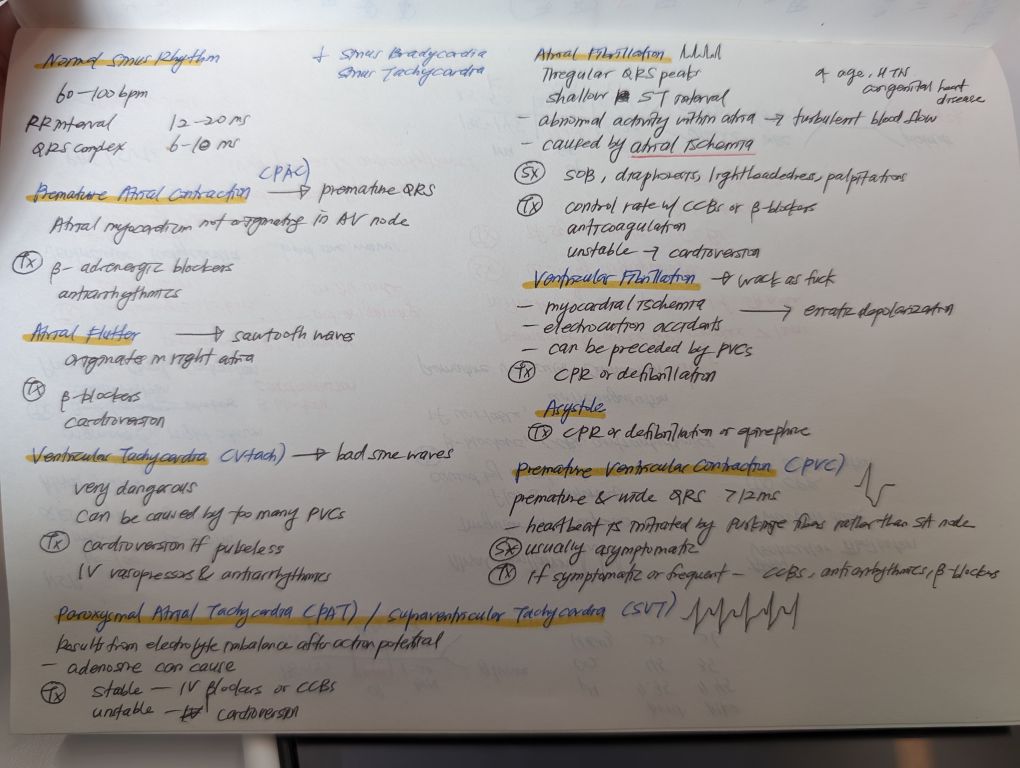 Normal Sinus Rhythm
+ Sinus Bradycardia
Sinus Tachycardia
60-100 bpm
RR interval 12-20 ms
QRS complex 6-10 ms
Premature Atrial Contraction (PAC) → premature QRS
Atrial myocardium not originating in AV node
Tx β-adrenergic blockers
antiarrhythmics
Atrial Flutter → sawtooth waves
originates in right atria
Tx β-blockers
cardioversion
Ventricular Tachycardia (V-tach) → bad sine waves
very dangerous
can be caused by too many PVCs
Tx cardioversion if pulseless
IV vasopressors & antiarrhythmics
Paroxysmal Atrial Tachycardia (PAT) / Supraventricular Tachycardia (SVT)
Results from electrolyte imbalance after action potential
- adenosine can cause
Tx stable - IV β blockers or CCBs
unstable - cardioversion
Atrial Fibrillation
Irregular QRS peaks
age, HTN
congenital heart
disease
shallow ST interval
- abnormal activity within atria → turbulent blood flow
- caused by atrial ischemia
Sx SOB, diaphoresis, lightheadedness, palpitations
Tx control rate w/ CCBs or β-blockers
anticoagulation
unstable → cardioversion
Ventricular Fibrillation → wack as fuck
- myocardial ischemia → erratic depolarization
- electrocution accidents
- can be preceded by PVCs
Tx CPR or defibrillation
Asystole
Tx CPR or defibrillation or epinephrine
Premature Ventricular Contraction (PVC)
premature & wide QRS >12ms
- heartbeat is initiated by Purkinje fibers rather than SA node
Sx usually asymptomatic
Tx If symptomatic or frequent - CCBs, antiarrhythmics, β-blockers